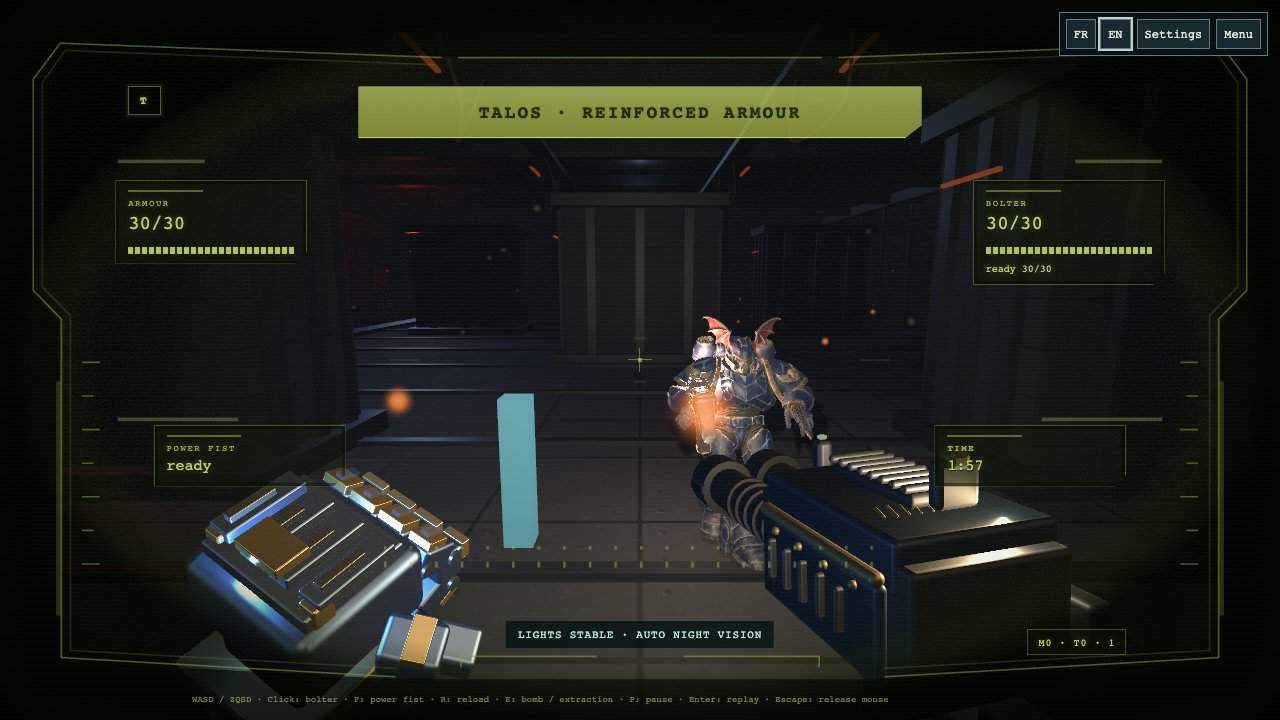 FR EN Settings Menu
T
TALOS · REINFORCED ARMOUR
ARMOUR
30/30
BOLTER
30/30
ready 30/30
POWER FIST
ready
TIME
1:57
LIGHTS STABLE · AUTO NIGHT VISION
M0 · T0 · 1
WASD / ZQSD · Click: bolter · F: power fist · R: reload · E: bomb / extraction · P: pause · Enter: replay · Escape: release mouse